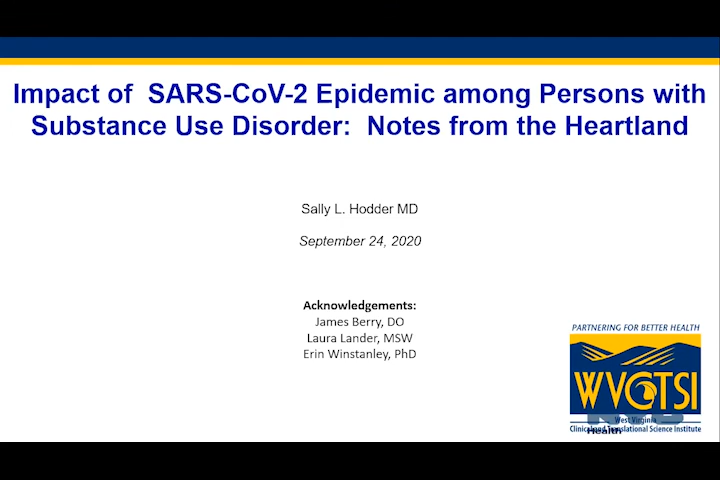 Impact of SARS-CoV-2 Epidemic among Persons with
Substance Use Disorder: Notes from the Heartland
Sally L. Hodder MD
September 24, 2020
Acknowledgements:
James Berry, DO
Laura Lander, MSW
Erin Winstanley, PhD
PARTNERING FOR BETTER HEALTH
WVCTSI
West Virginia
Clinical and Translational Science Institute
Health